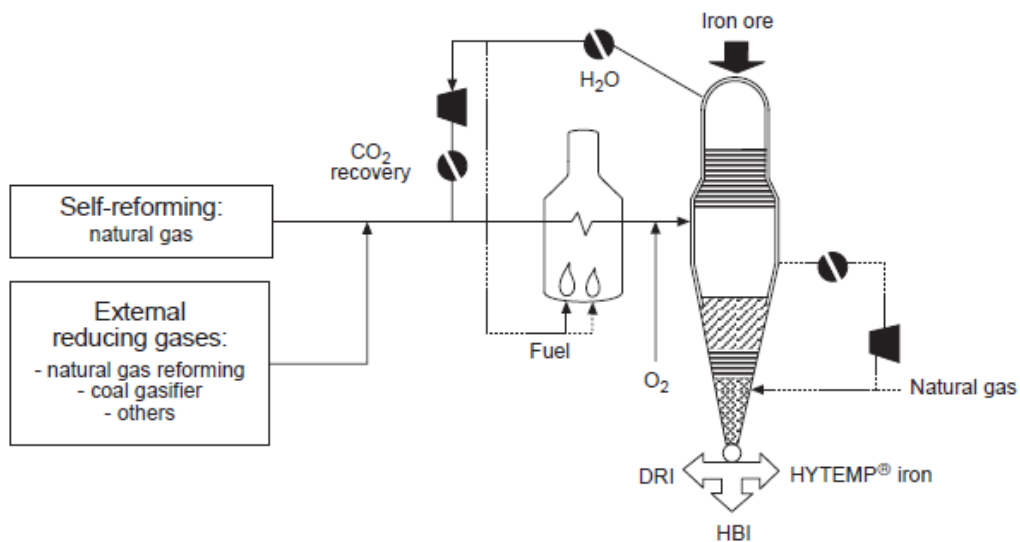 Iron ore
H₂O
CO₂
recovery
Self-reforming:
natural gas
External
reducing gases:
- natural gas reforming
- coal gasifier
- others
Fuel
O₂
Natural gas
DRI
HYTEMP® iron
HBI